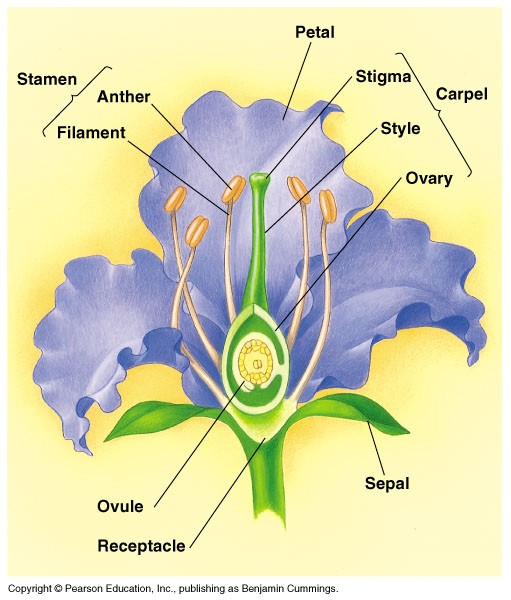 Petal
Stamen
Stigma
Anther
Carpel
Filament
Style
Ovary
Sepal
Ovule
Receptacle
Copyright © Pearson Education, Inc., publishing as Benjamin Cummings.